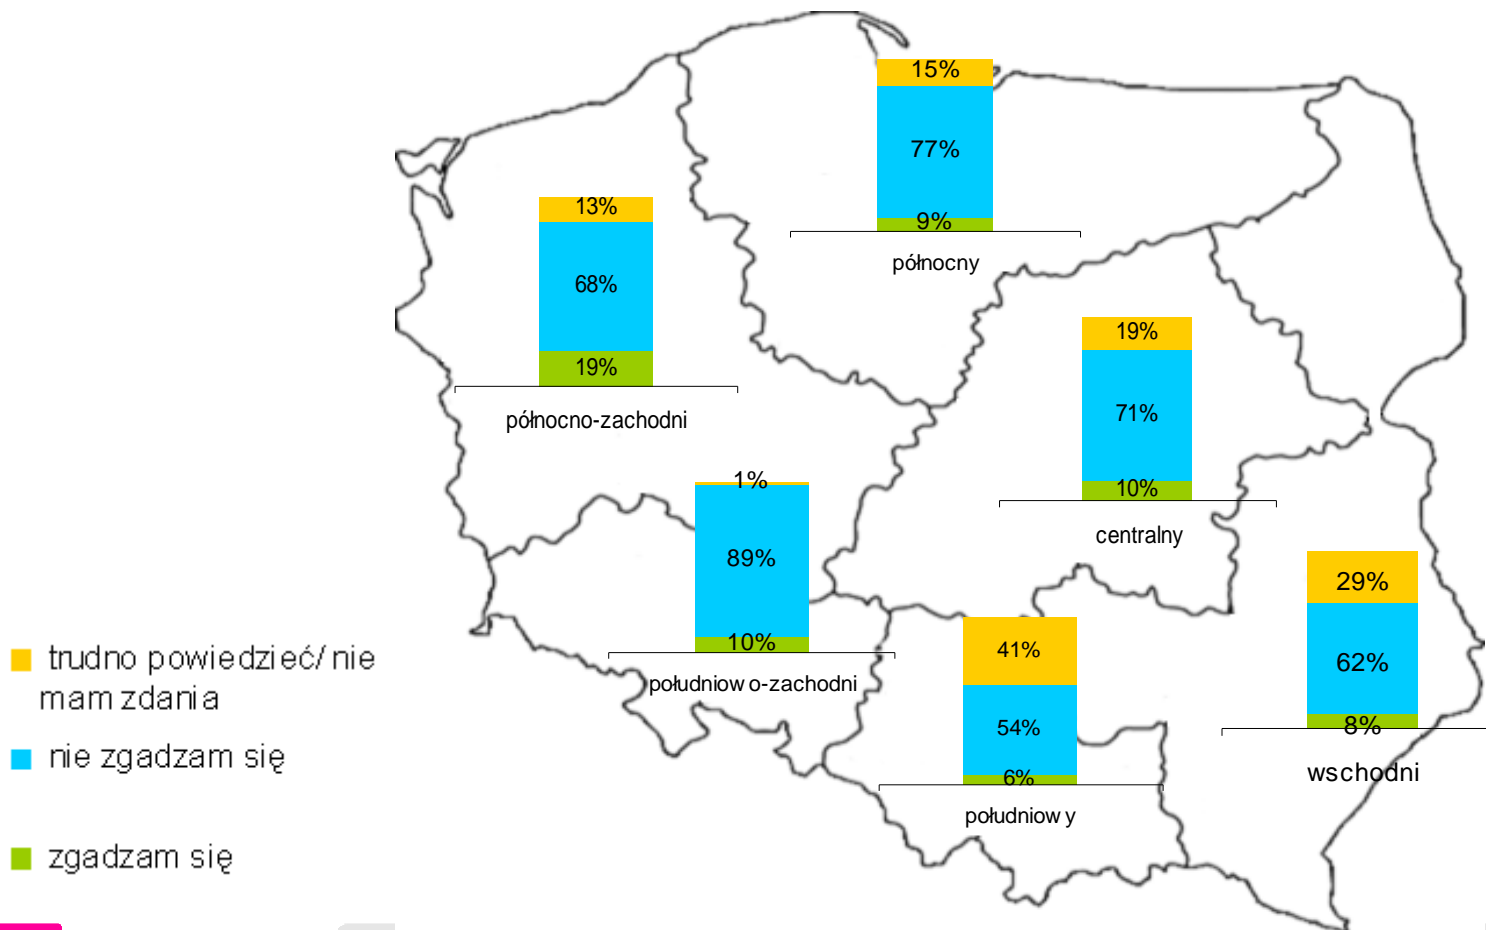 15%
77%
9%
północny
13%
68%
19%
północno-zachodni
19%
71%
10%
centralny
1%
89%
10%
południow o-zachodni
29%
62%
8%
wschodni
41%
54%
6%
południow y
trudno powiedzieć/ nie
mam zdania
nie zgadzam się
zgadzam się